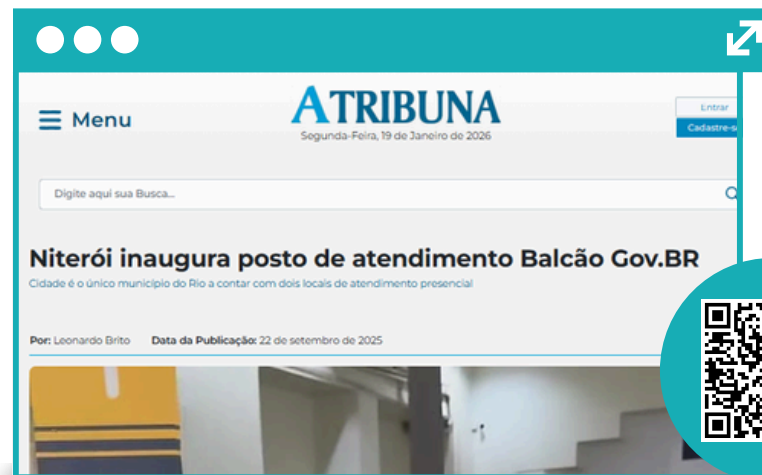 Menu
ATRIBUNA
Segunda-Feira, 19 de Janeiro de 2026
Entrar
Digite aqui sua Busca...
Niterói inaugura posto de atendimento Balcão Gov.BR
Cidade é o único município do Rio a contar com dois locais de atendimento presencial
Por: Leonardo Brito Data da Publicação: 22 de setembro de 2025